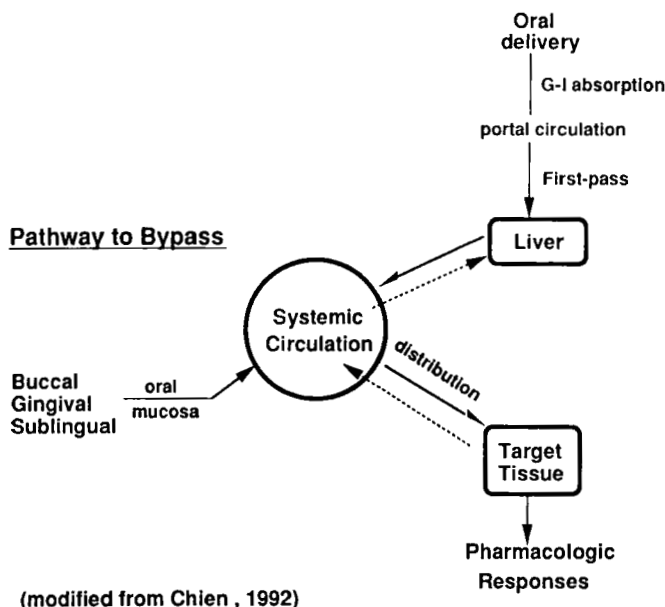 Oral
delivery
G-I absorption
portal circulation
First-pass
Pathway to Bypass
Liver
Systemic
Circulation
distribution
Buccal
Gingival
Sublingual
oral
mucosa
Target
Tissue
Pharmacologic
Responses
(modified from Chien , 1992)